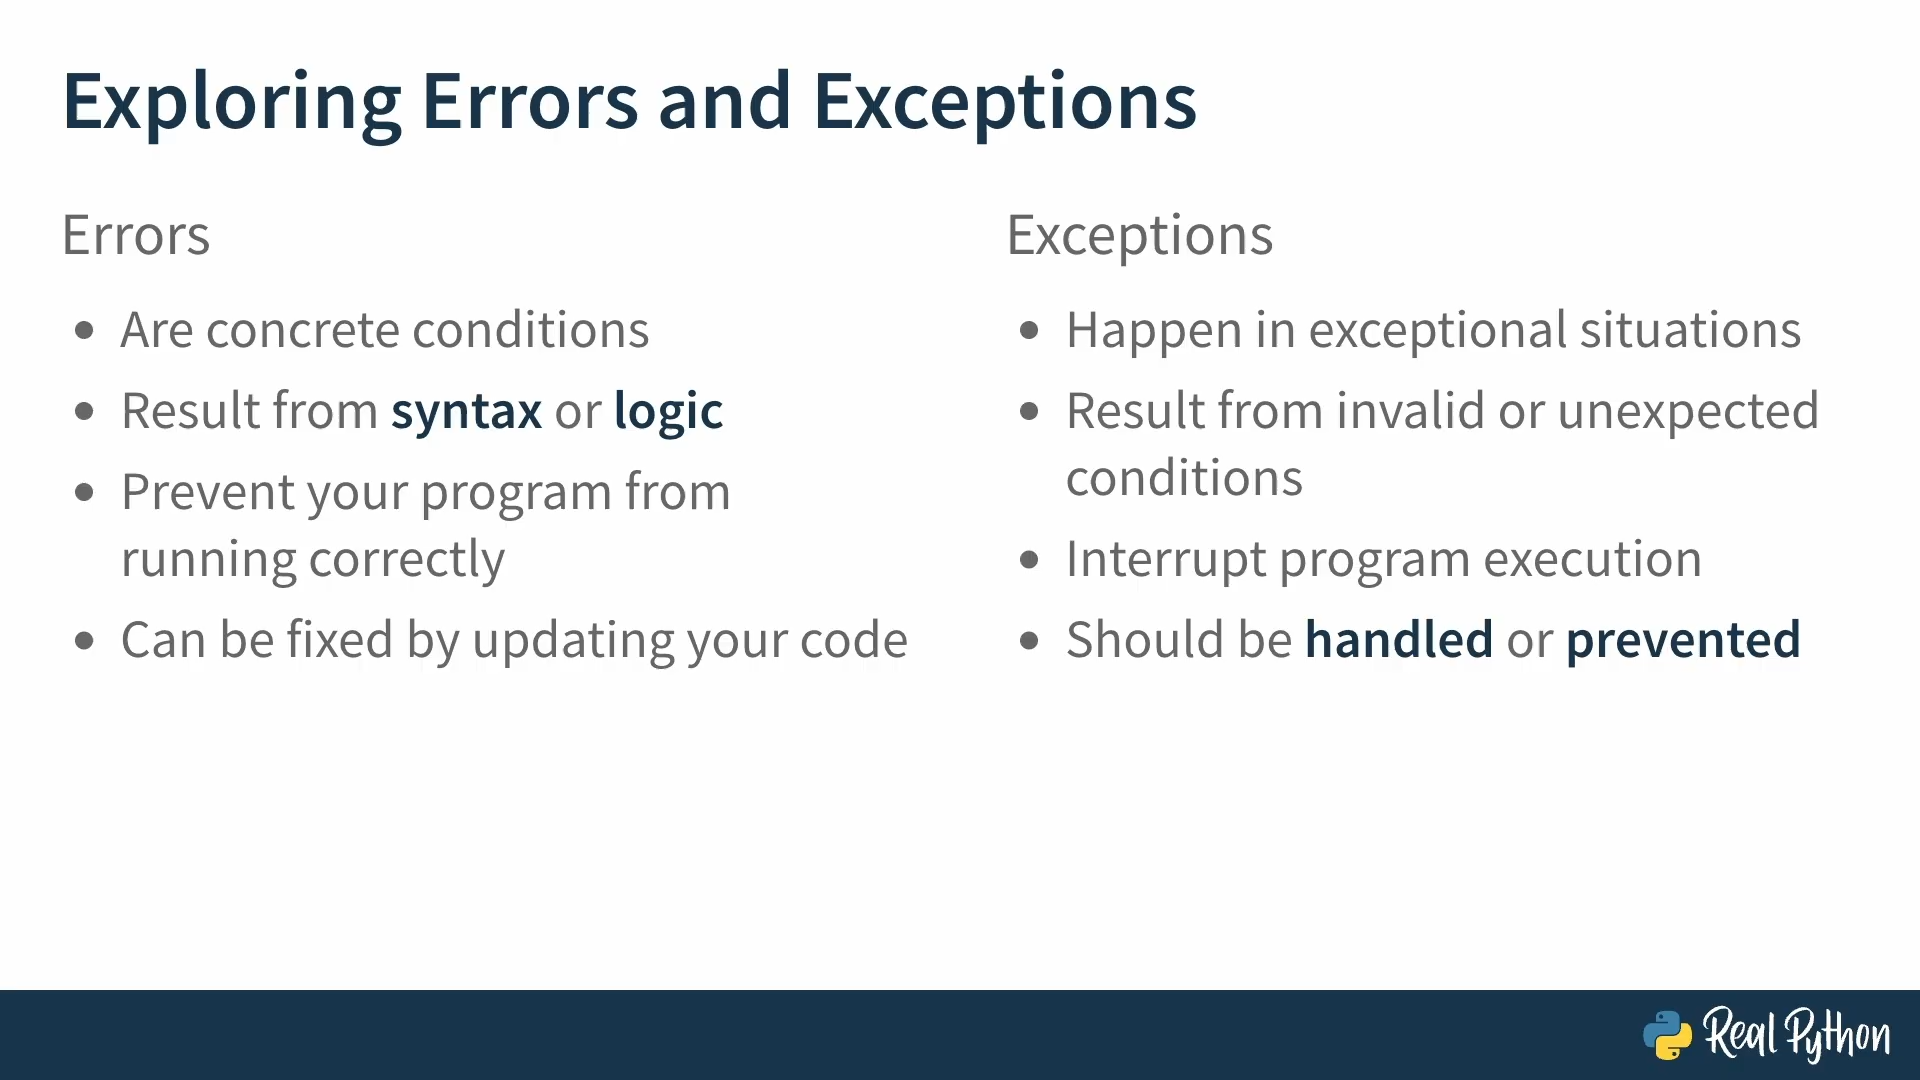 Exploring Errors and Exceptions
Errors
Are concrete conditions
Result from syntax or logic
Prevent your program from
running correctly
Can be fixed by updating your code
Exceptions
Happen in exceptional situations
Result from invalid or unexpected
conditions
Interrupt program execution
Should be handled or prevented
Real Python